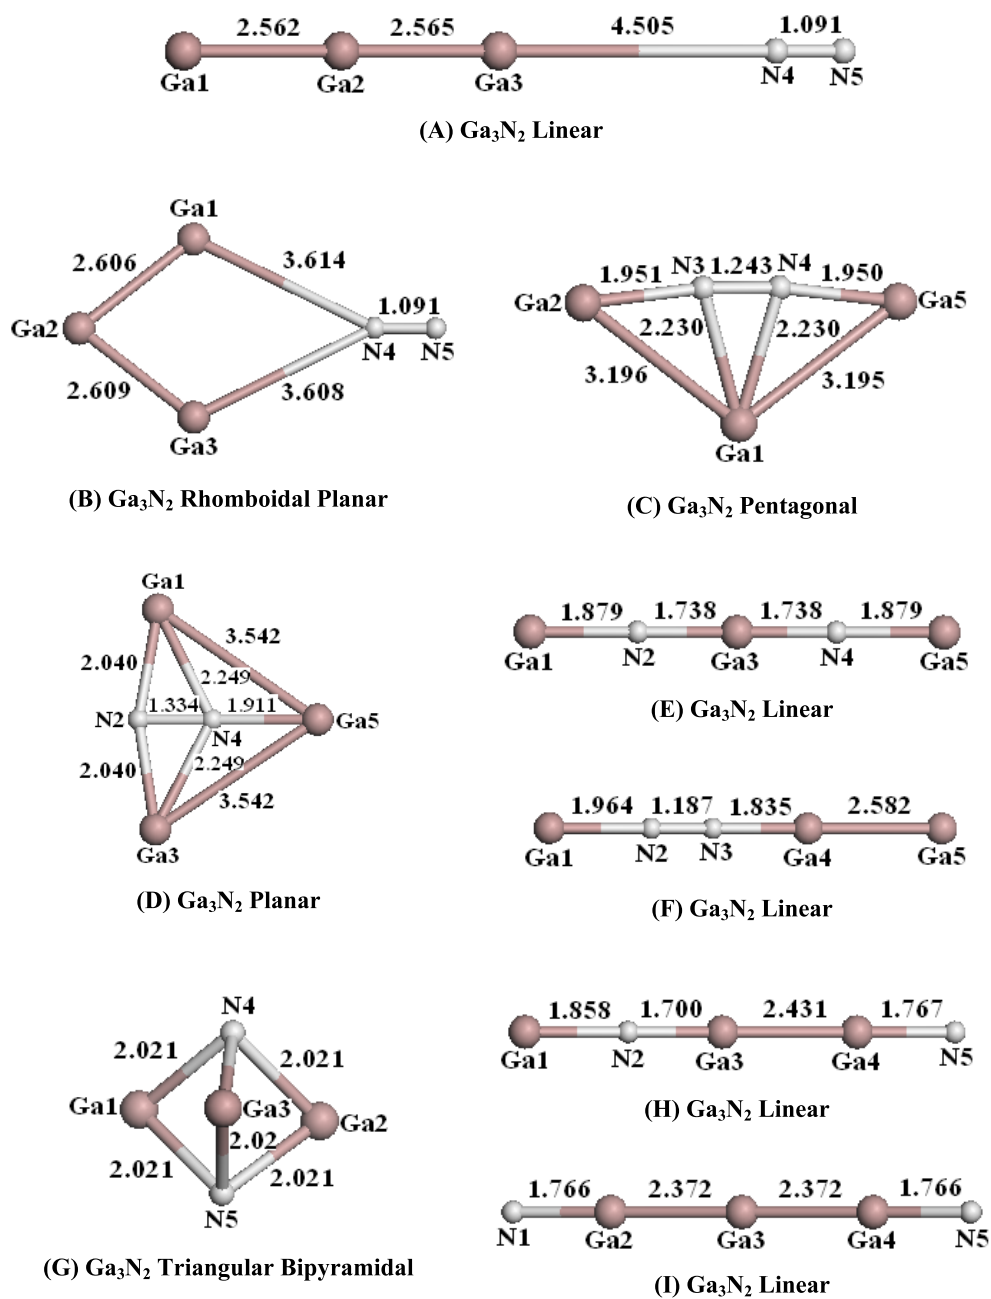 2.562 2.565 4.505 1.091
Ga1 Ga2 Ga3 N4 N5
(A) Ga₃N₂ Linear
Ga1
2.606 3.614
1.091
Ga2 N4 N5
2.609 3.608
Ga3
(B) Ga₃N₂ Rhomboidal Planar
1.951 N3 1.243 N4 1.950
Ga2 Ga5
2.230 2.230
3.196 3.195
Ga1
(C) Ga₃N₂ Pentagonal
Ga1
3.542
2.040 2.249
1.334 1.911
N2 Ga5
N4
2.040 2.249
3.542
Ga3
(D) Ga₃N₂ Planar
1.879 1.738 1.738 1.879
Ga1 N2 Ga3 N4 Ga5
(E) Ga₃N₂ Linear
1.964 1.187 1.835 2.582
Ga1 N2 N3 Ga4 Ga5
(F) Ga₃N₂ Linear
N4
2.021 2.021
Ga1 Ga3 Ga2
2.02
2.021 2.021
N5
(G) Ga₃N₂ Triangular Bipyramidal
1.858 1.700 2.431 1.767
Ga1 N2 Ga3 Ga4 N5
(H) Ga₃N₂ Linear
1.766 2.372 2.372 1.766
N1 Ga2 Ga3 Ga4 N5
(I) Ga₃N₂ Linear